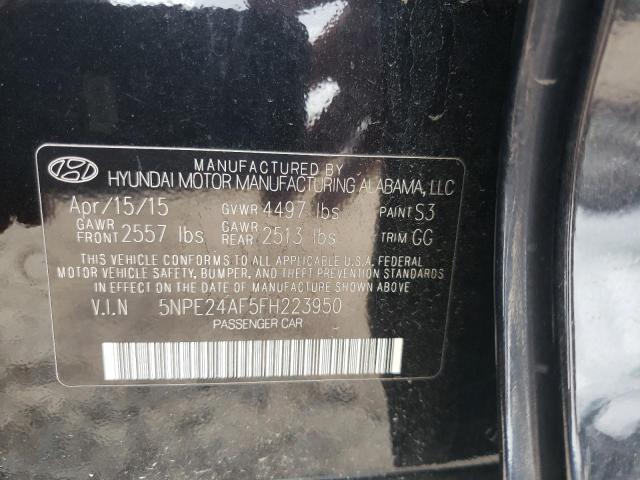 MANUFACTURED BY
HYUNDAI MOTOR MANUFACTURING ALABAMA, LLC
Apr/15/15 GVWR 4497 lbs PAINT S3
GAWR FRONT 2557 lbs GAWR REAR 2513 lbs TRIM GG
THIS VEHICLE CONFORMS TO ALL APPLICABLE U.S.A. FEDERAL
MOTOR VEHICLE SAFETY, BUMPER, AND THEFT PREVENTION STANDARDS
IN EFFECT ON THE DATE OF MANUFACTURE SHOWN ABOVE.
V.I.N 5NPE24AF5FH223950
PASSENGER CAR